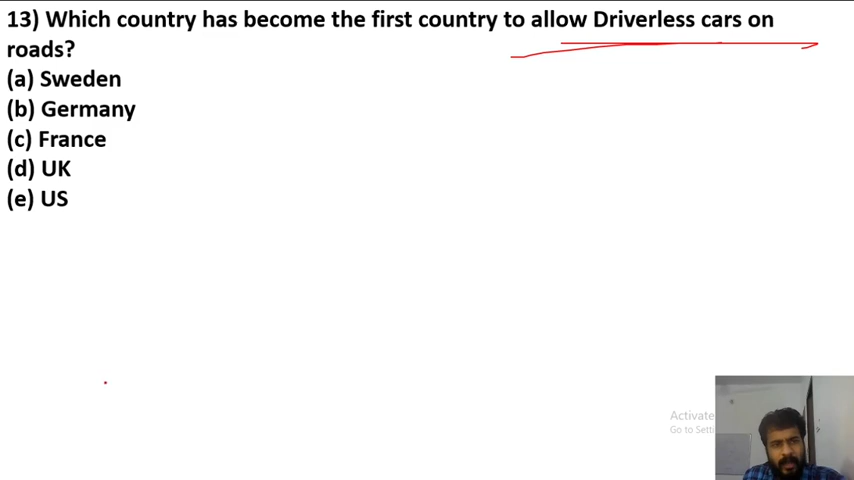 13) Which country has become the first country to allow Driverless cars on
roads?
(a) Sweden
(b) Germany
(c) France
(d) UK
(e) US
Activate
Go to Setti